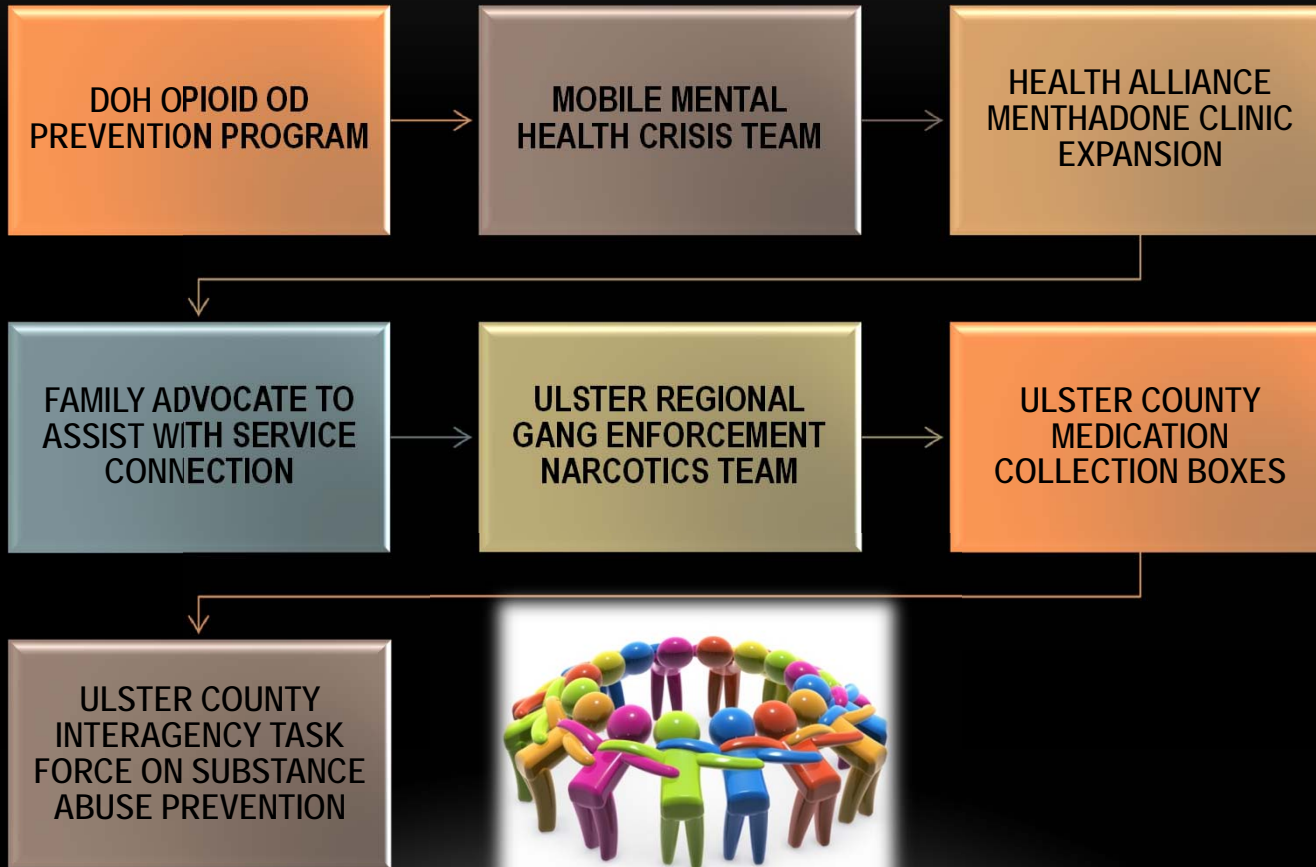 DOH OPIOID OD
PREVENTION PROGRAM
MOBILE MENTAL
HEALTH CRISIS TEAM
HEALTH ALLIANCE
MENTHADONE CLINIC
EXPANSION
FAMILY ADVOCATE TO
ASSIST WITH SERVICE
CONNECTION
ULSTER REGIONAL
GANG ENFORCEMENT
NARCOTICS TEAM
ULSTER COUNTY
MEDICATION
COLLECTION BOXES
ULSTER COUNTY
INTERAGENCY TASK
FORCE ON SUBSTANCE
ABUSE PREVENTION